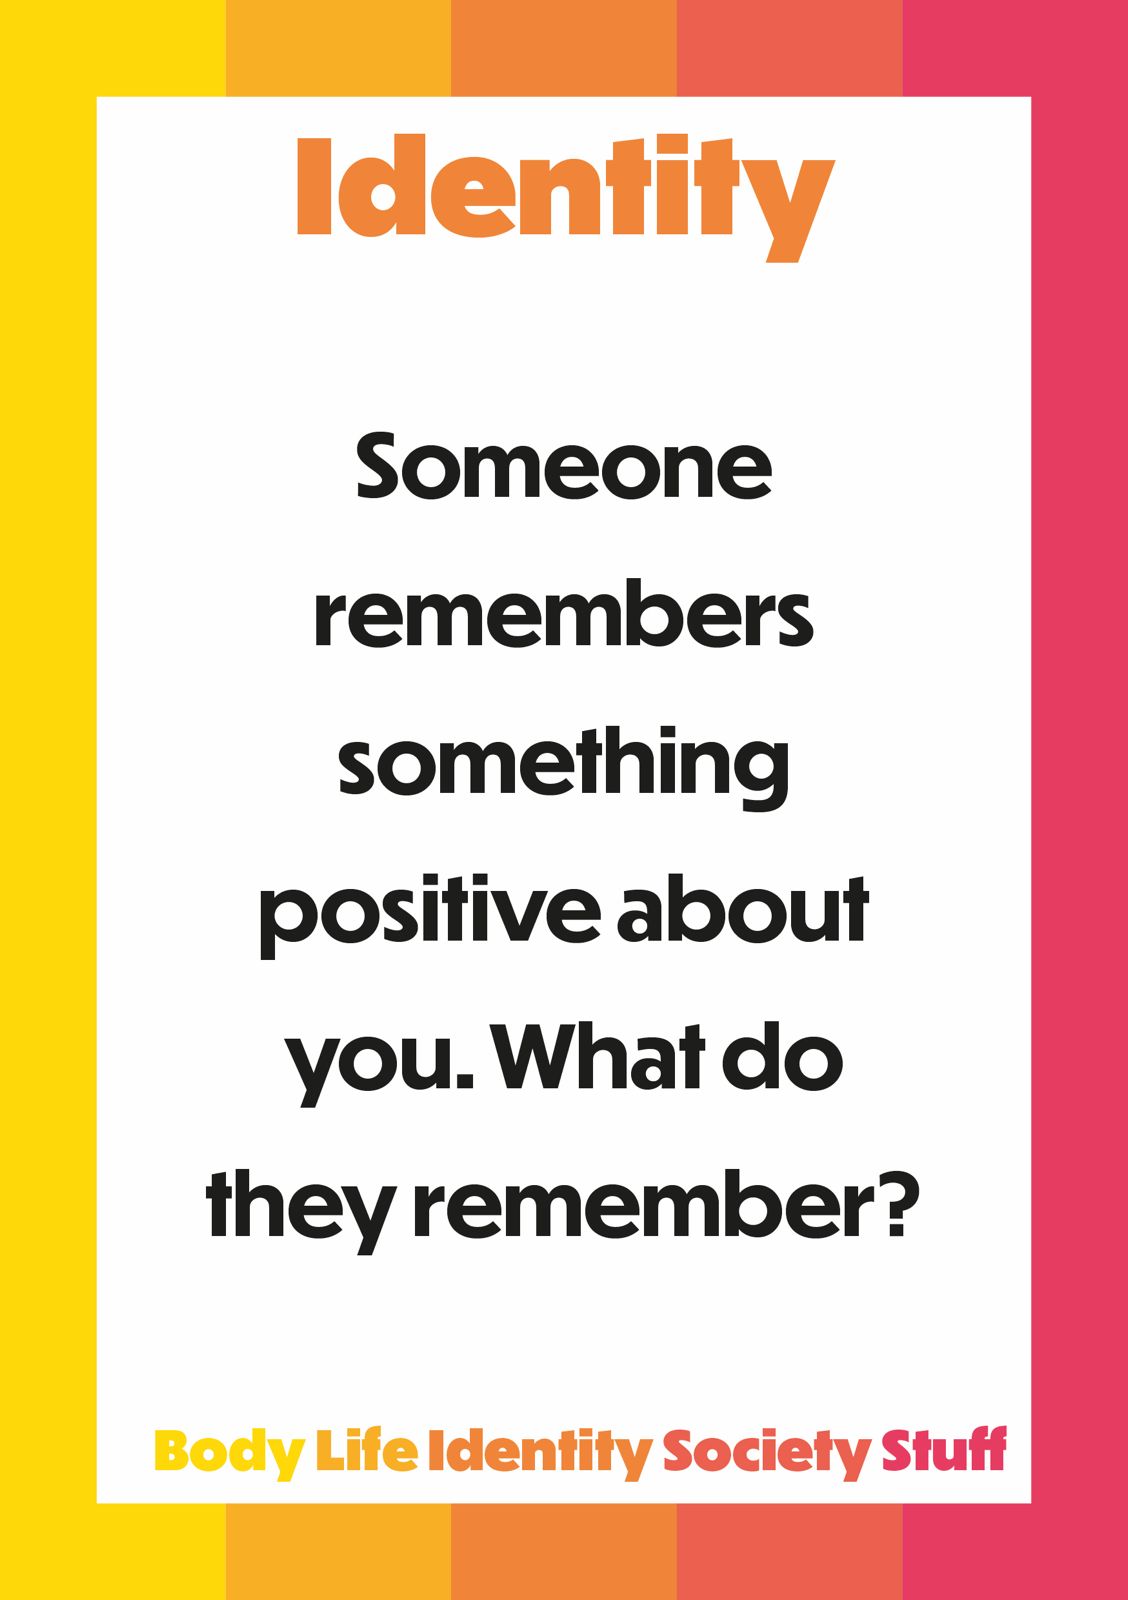 Identity
Someone
remembers
something
positive about
you. What do
they remember?
Body Life Identity Society Stuff